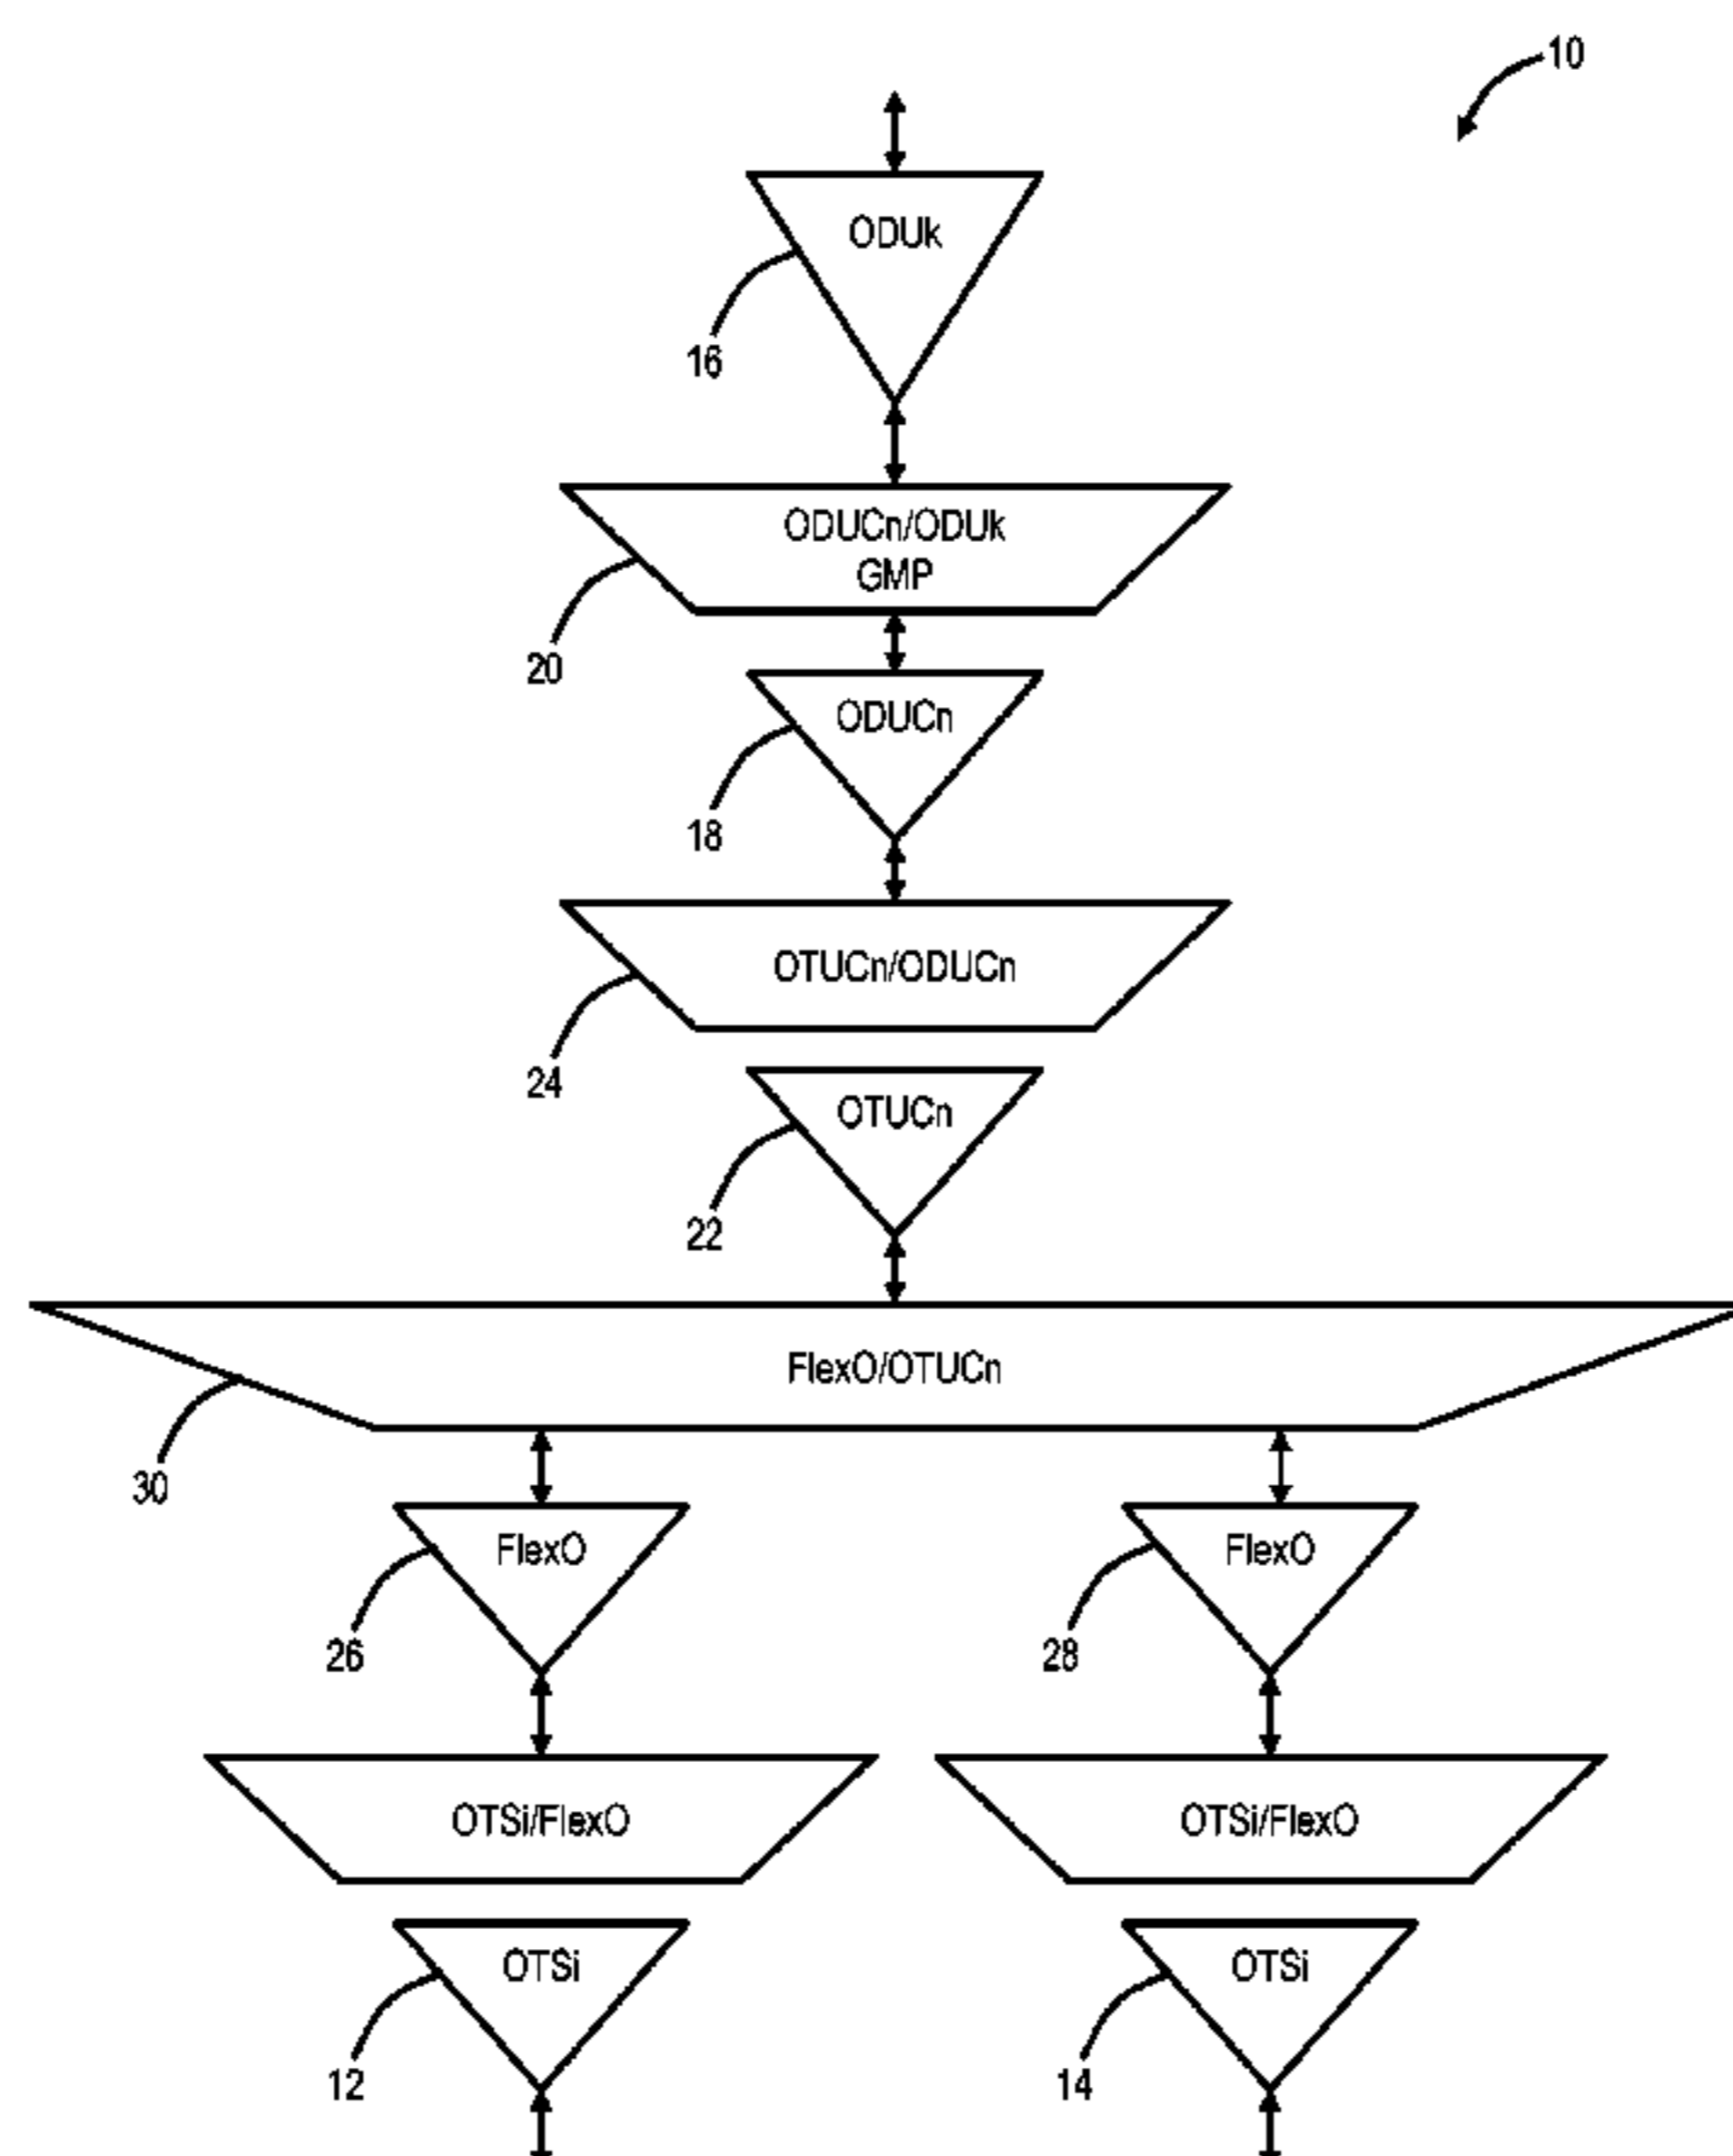 10
ODUk
16
ODUCn/ODUk
GMP
20
ODUCn
18
OTUCn/ODUCn
24
OTUCn
22
FlexO/OTUCn
30
FlexO
FlexO
26
28
OTSi/FlexO
OTSi/FlexO
OTSi
OTSi
12
14